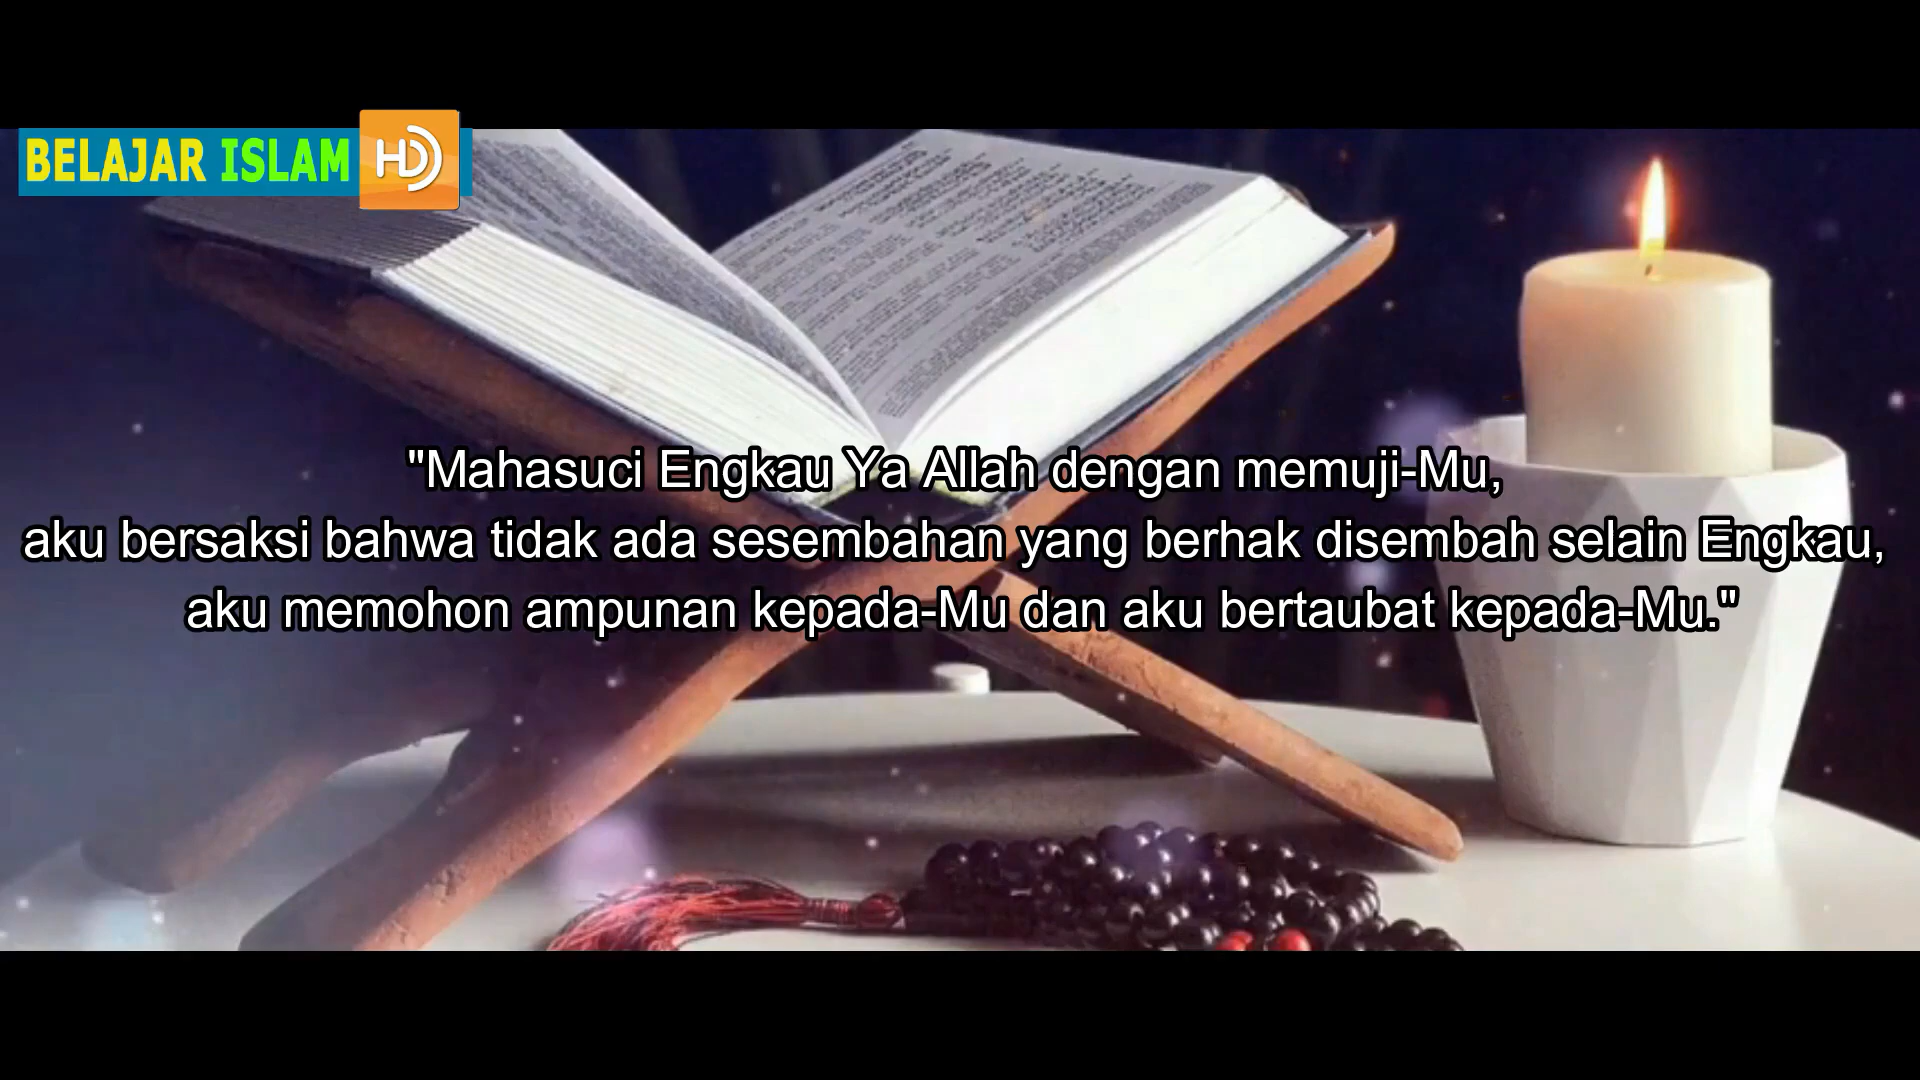 BELAJAR ISLAM HD
"Mahasuci Engkau Ya Allah dengan memuji-Mu,
aku bersaksi bahwa tidak ada sesembahan yang berhak disembah selain Engkau,
aku memohon ampunan kepada-Mu dan aku bertaubat kepada-Mu."